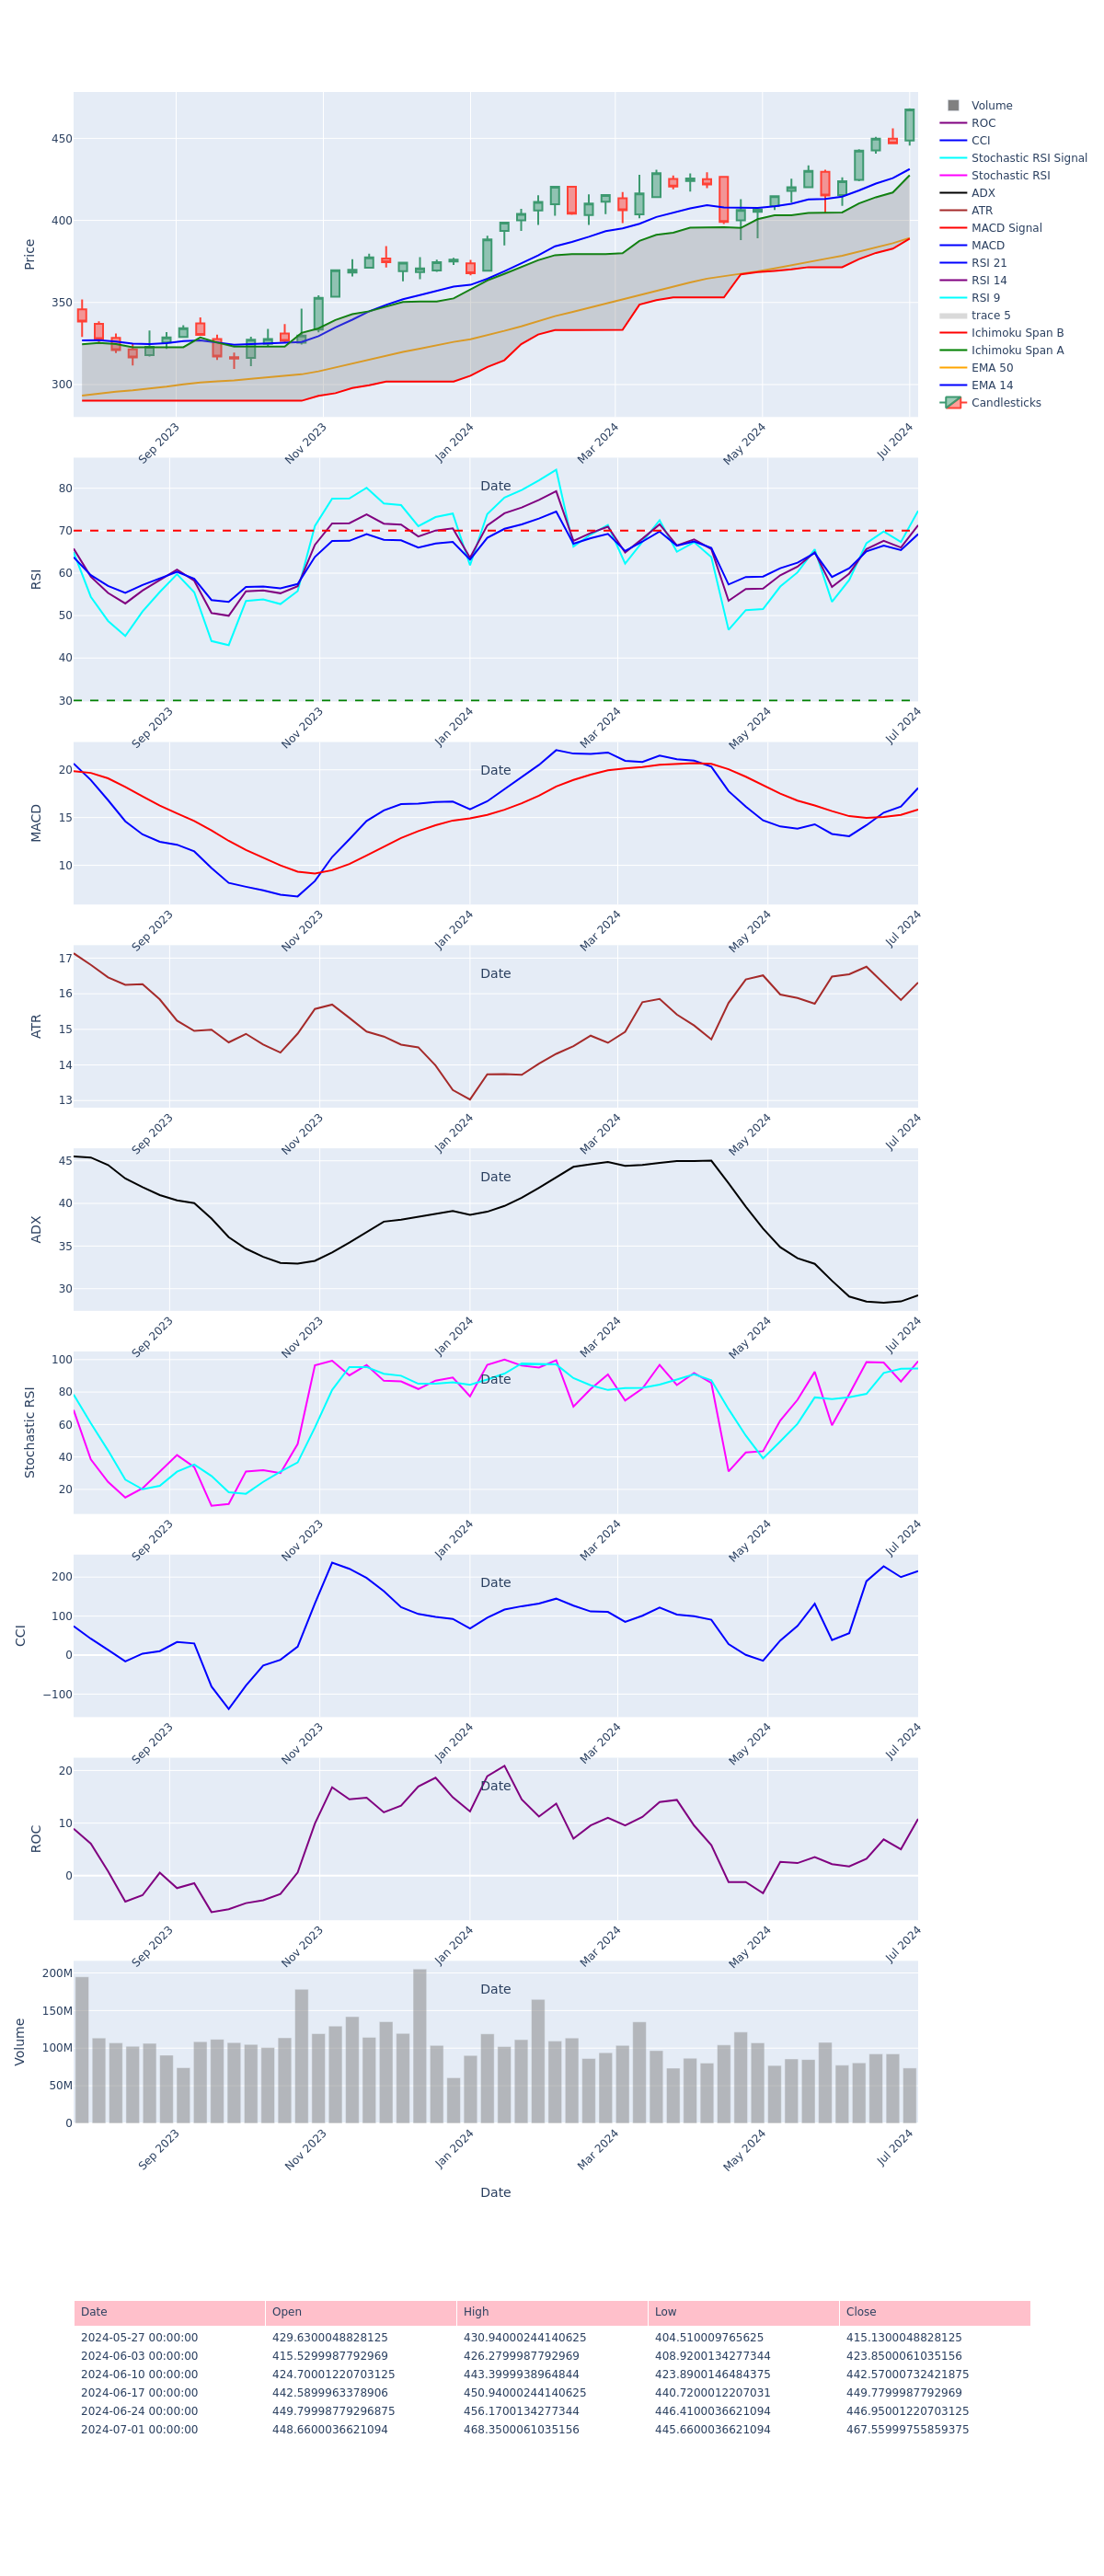 450
400
350
300
Price
Sep 2023
Nov 2023
Jan 2024
Mar 2024
May 2024
Jul 2024
Date
Volume
ROC
CCI
Stochastic RSI Signal
Stochastic RSI
ADX
ATR
MACD Signal
MACD
RSI 21
RSI 14
RSI 9
trace 5
Ichimoku Span B
Ichimoku Span A
EMA 50
EMA 14
Candlesticks
80
70
60
50
40
30
RSI
Sep 2023
Nov 2023
Jan 2024
Mar 2024
May 2024
Jul 2024
Date
20
15
10
MACD
Sep 2023
Nov 2023
Jan 2024
Mar 2024
May 2024
Jul 2024
Date
17
16
15
14
13
ATR
Sep 2023
Nov 2023
Jan 2024
Mar 2024
May 2024
Jul 2024
Date
45
40
35
30
ADX
Sep 2023
Nov 2023
Jan 2024
Mar 2024
May 2024
Jul 2024
Date
100
80
60
40
20
Stochastic RSI
Sep 2023
Nov 2023
Jan 2024
Mar 2024
May 2024
Jul 2024
Date
200
100
0
−100
CCI
Sep 2023
Nov 2023
Jan 2024
Mar 2024
May 2024
Jul 2024
Date
20
10
0
ROC
Sep 2023
Nov 2023
Jan 2024
Mar 2024
May 2024
Jul 2024
Date
200M
150M
100M
50M
0
Volume
Sep 2023
Nov 2023
Jan 2024
Mar 2024
May 2024
Jul 2024
Date
Date Open High Low Close
2024-05-27 00:00:00 429.6300048828125 430.94000244140625 404.510009765625 415.1300048828125
2024-06-03 00:00:00 415.5299987792969 426.2799987792969 408.9200134277344 423.8500061035156
2024-06-10 00:00:00 424.70001220703125 443.3999938964844 423.8900146484375 442.57000732421875
2024-06-17 00:00:00 442.5899963378906 450.94000244140625 440.7200012207031 449.7799987792969
2024-06-24 00:00:00 449.79998779296875 456.1700134277344 446.4100036621094 446.95001220703125
2024-07-01 00:00:00 448.6600036621094 468.3500061035156 445.6600036621094 467.55999755859375